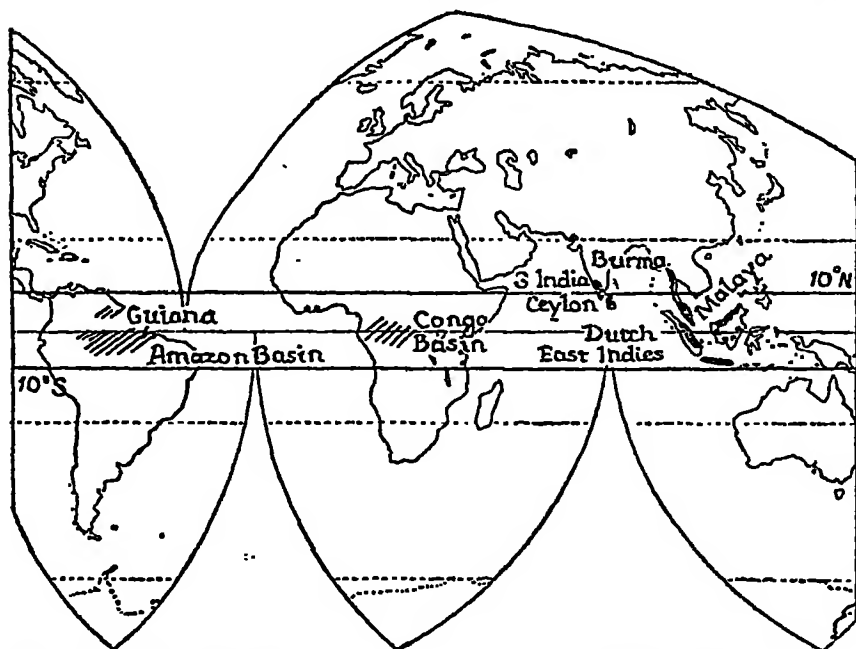 Burma
S India
10°N
Malaya
Ceylon
Guiana
Congo
Basin
Dutch
East Indies
Amazon Basin
10°S